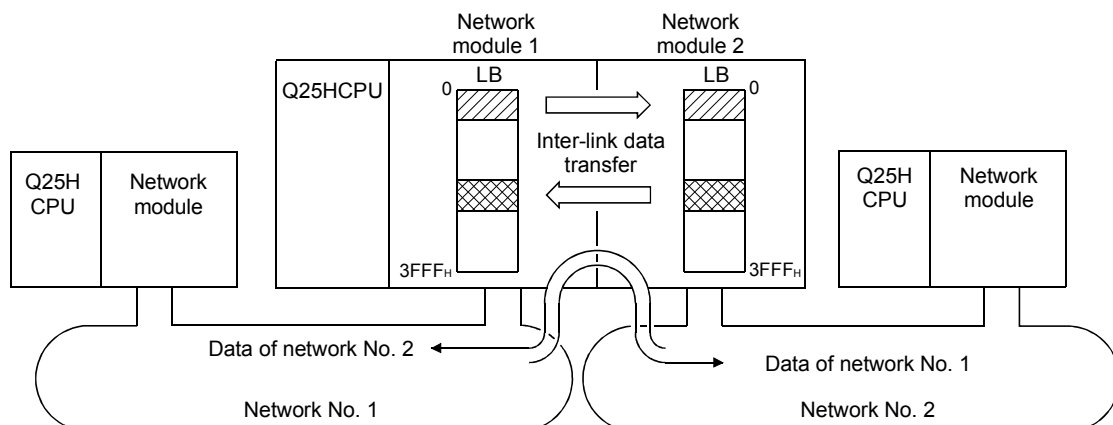 Network
module 1
Network
module 2
Q25HCPU
LB
LB
0
0
Inter-link data
transfer
Q25H
CPU
Network
module
Q25H
CPU
Network
module
3FFFH
3FFFH
Data of network No. 2
Data of network No. 1
Network No. 1
Network No. 2